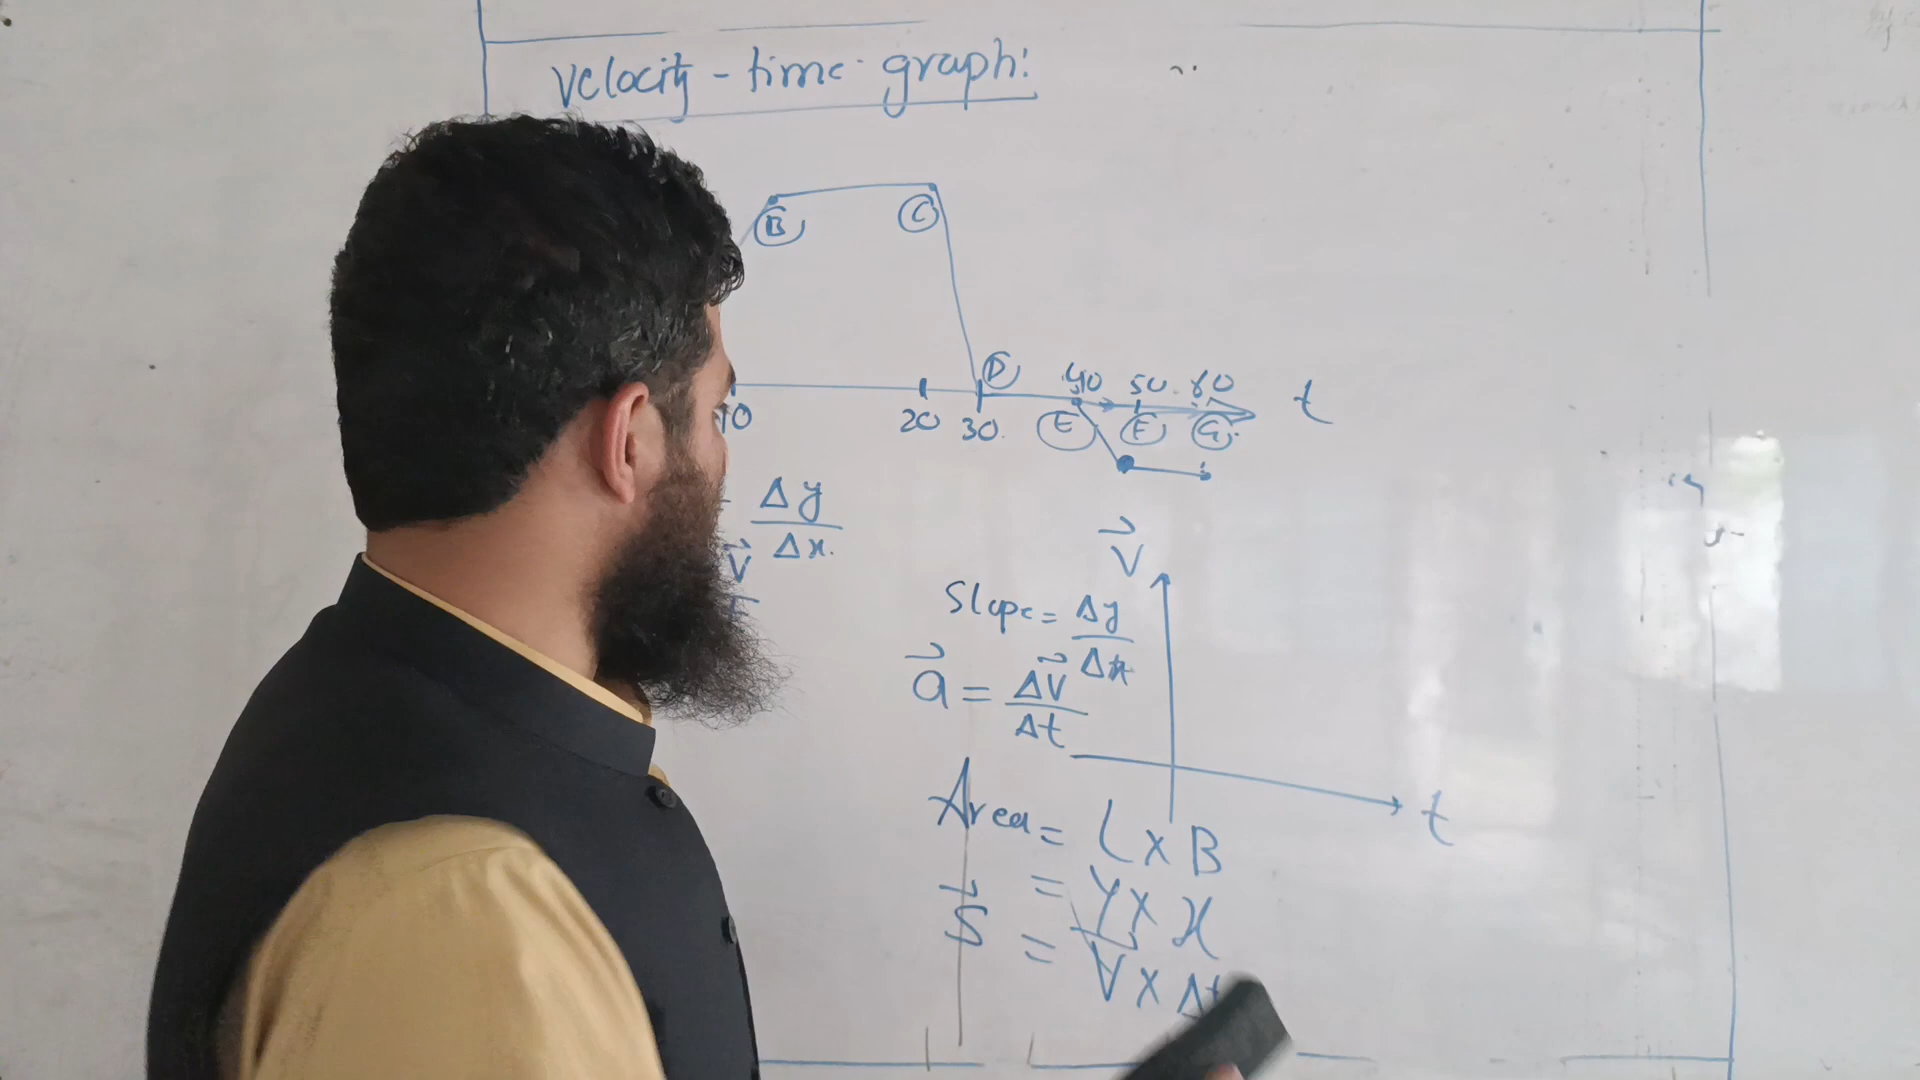 Velocity - time graph:
B
C
D
40 50 60
t
10
20
30
E
F
G
Δy
Δx
V
V
Slope = Δy
Δx
a = ΔV
Δt
t
Area = L x B
= y x x
S
= V x Δt